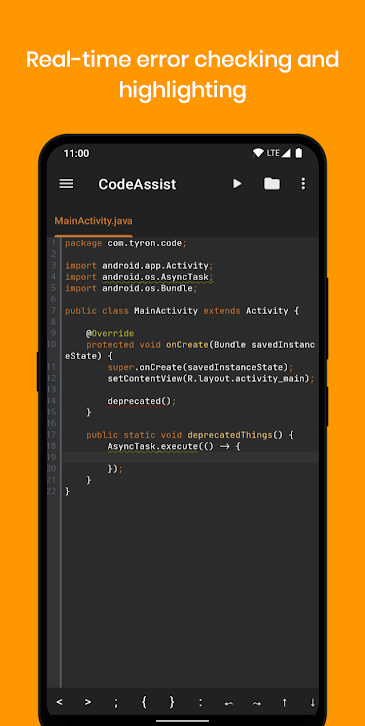 Real-time error checking and
highlighting
11:00 LTE
CodeAssist
MainActivity.java
1 package com.tyron.code;
2
3 import android.app.Activity;
4 import android.os.AsyncTask;
5 import android.os.Bundle;
6
7 public class MainActivity extends Activity {
8
9 @Override
10 protected void onCreate(Bundle savedInstanc
eState) {
11 super.onCreate(savedInstanceState);
12 setContentView(R.layout.activity_main);
13
14 deprecated();
15 }
16
17 public static void deprecatedThings() {
18 AsyncTask.execute(() -> {
19
20 });
21 }
22 }
< > ; { } : ⤺ ⤻ ↑ ↓